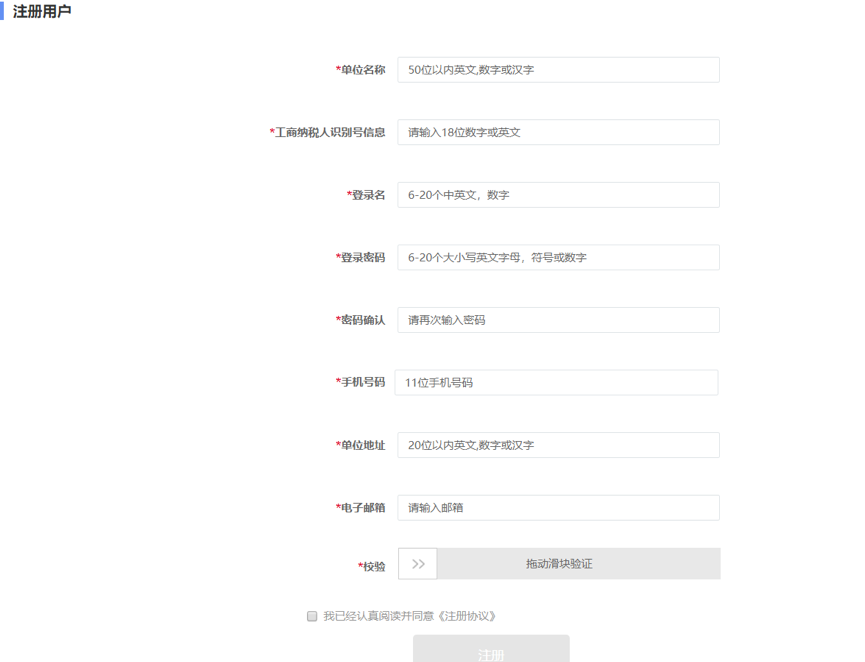 注册用户
*单位名称 50位以内英文,数字或汉字
*工商纳税人识别号信息 请输入18位数字或英文
*登录名 6-20个中英文，数字
*登录密码 6-20个大小写英文字母，符号或数字
*密码确认 请再次输入密码
*手机号码 11位手机号码
*单位地址 20位以内英文,数字或汉字
*电子邮箱 请输入邮箱
*校验 >> 拖动滑块验证
我已经认真阅读并同意《注册协议》
注册